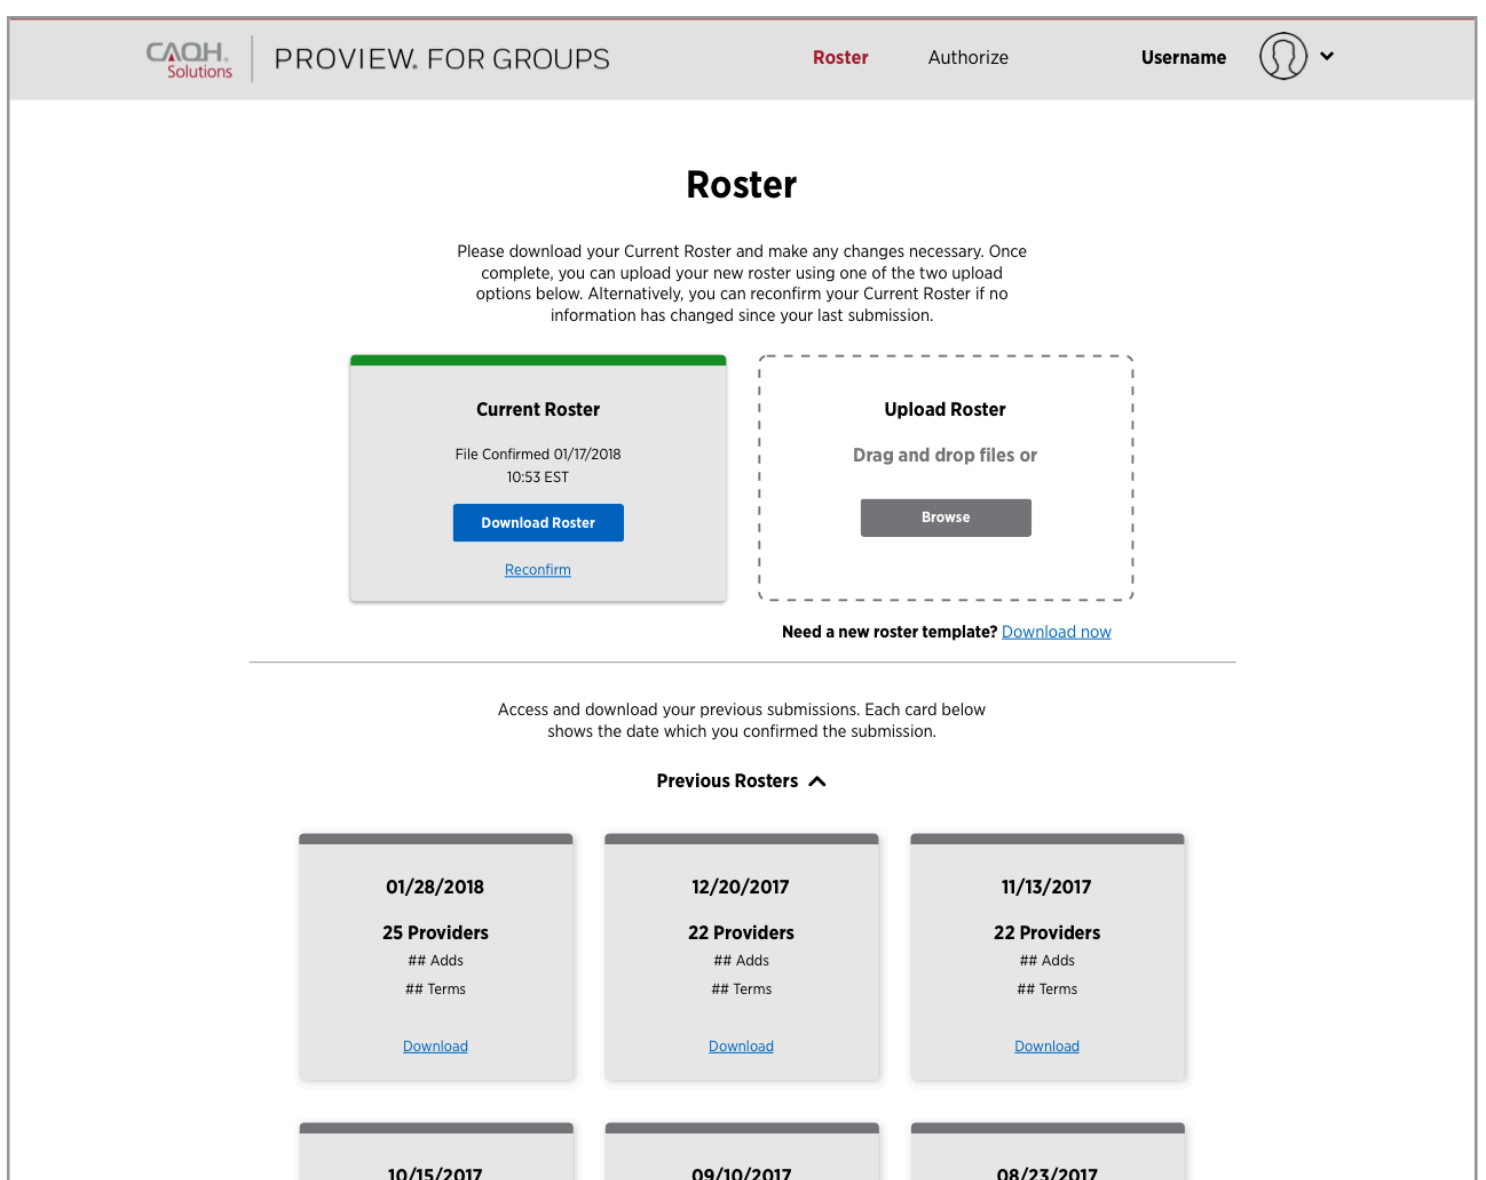 CAQH.
Solutions
PROVIEW. FOR GROUPS
Roster
Authorize
Username
Roster
Please download your Current Roster and make any changes necessary. Once
complete, you can upload your new roster using one of the two upload
options below. Alternatively, you can reconfirm your Current Roster if no
information has changed since your last submission.
Current Roster
File Confirmed 01/17/2018
10:53 EST
Download Roster
Reconfirm
Upload Roster
Drag and drop files or
Browse
Need a new roster template? Download now
Access and download your previous submissions. Each card below
shows the date which you confirmed the submission.
Previous Rosters
01/28/2018
25 Providers
## Adds
## Terms
Download
12/20/2017
22 Providers
## Adds
## Terms
Download
11/13/2017
22 Providers
## Adds
## Terms
Download
10/15/2017
09/10/2017
08/23/2017